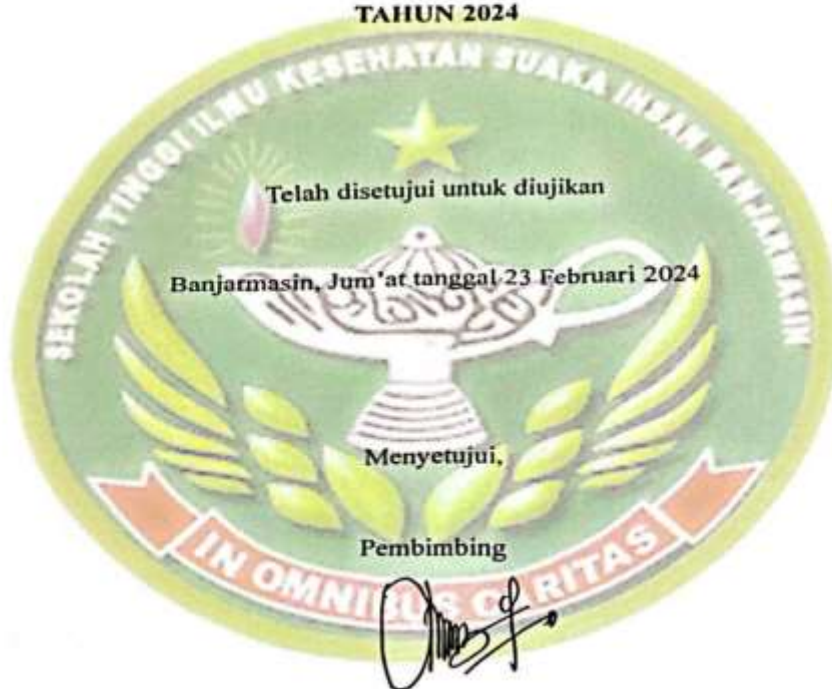 TAHUN 2024
SEKOLAH TINGGI ILMU KESEHATAN SUAKA INSAN BANJARMASIN
Telah disetujui untuk diujikan
Banjarmasin, Jum'at tanggal 23 Februari 2024
Menyetujui,
Pembimbing
IN OMNIBUS CARITAS